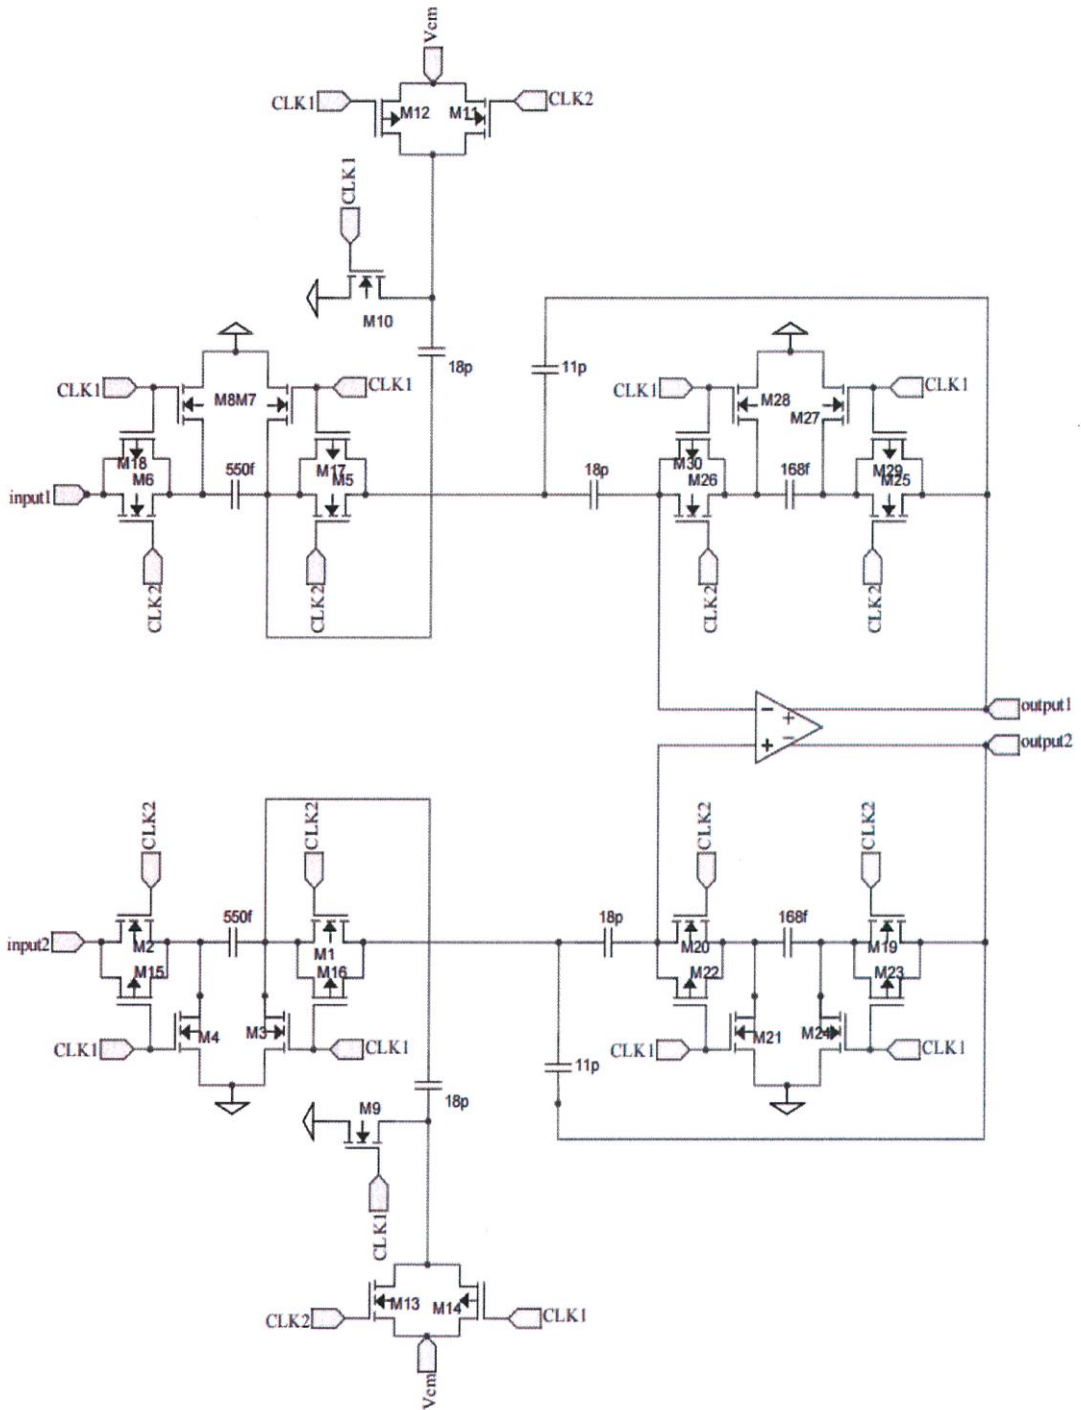 Vcm
CLK1
M12
M11
CLK2
CLK1
M10
18p
11p
CLK1
M8M7
CLK1
CLK1
M28
M27
CLK1
M18
M6
550f
M17
M5
18p
M30
M26
168f
M29
M25
input1
CLK2
CLK2
CLK2
CLK2
- +
+ -
output1
output2
CLK2
CLK2
CLK2
CLK2
input2
M2
M15
550f
M1
M16
18p
M20
M22
168f
M19
M23
CLK1
M4
M3
CLK1
CLK1
M21
M24
CLK1
11p
18p
M9
CLK1
CLK2
M13
M14
CLK1
Vcm